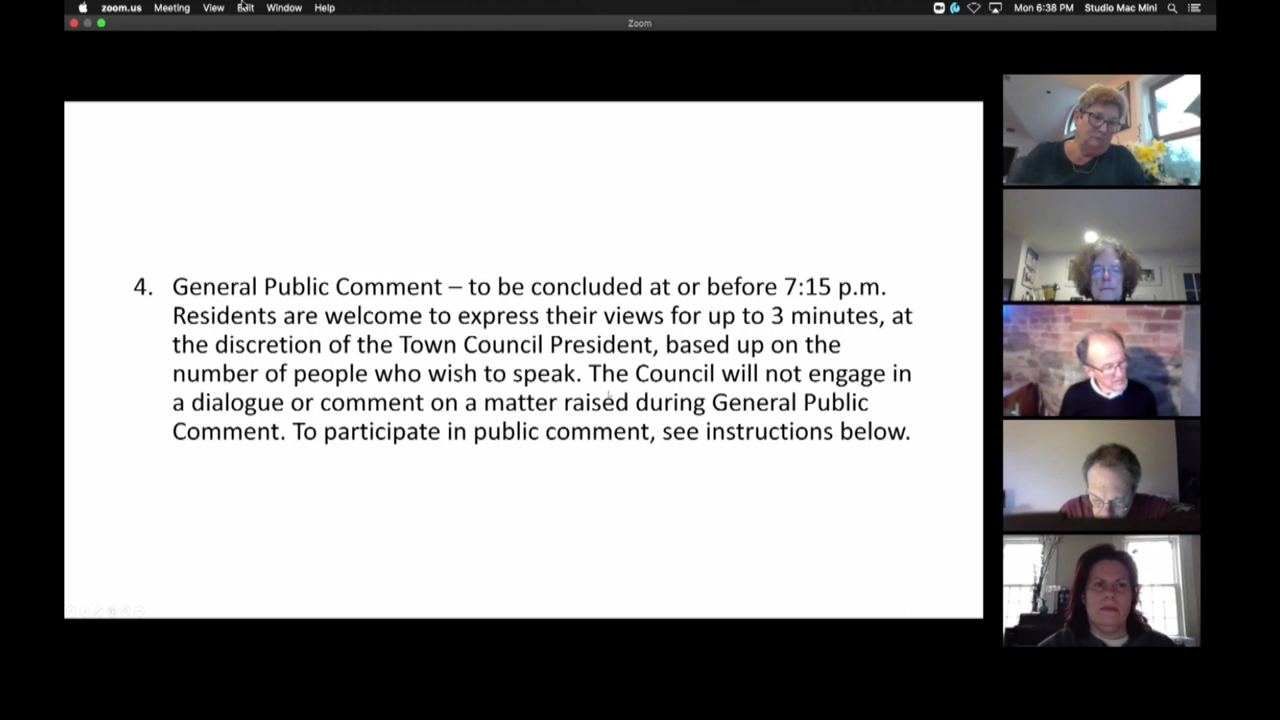 zoom.us Meeting View Edit Window Help Mon 6:38 PM Studio Mac Mini
Zoom
4. General Public Comment – to be concluded at or before 7:15 p.m.
Residents are welcome to express their views for up to 3 minutes, at
the discretion of the Town Council President, based up on the
number of people who wish to speak. The Council will not engage in
a dialogue or comment on a matter raised during General Public
Comment. To participate in public comment, see instructions below.